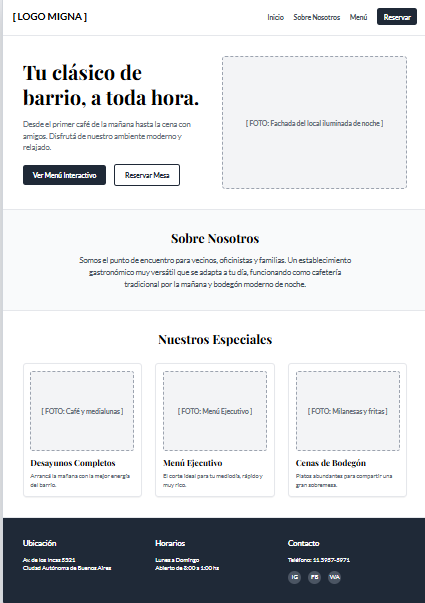 [ LOGO MIGNA ]
Inicio Sobre Nosotros Menú Reservar
Tu clásico de
barrio, a toda hora.
Desde el primer café de la mañana hasta la cena con
amigos. Disfrutá de nuestro ambiente moderno y
relajado.
Ver Menú Interactivo
Reservar Mesa
[ FOTO: Fachada del local iluminada de noche ]
Sobre Nosotros
Somos el punto de encuentro para vecinos, oficinistas y familias. Un establecimiento
gastronómico muy versátil que se adapta a tu día, funcionando como cafetería
tradicional por la mañana y bodegón moderno de noche.
Nuestros Especiales
[ FOTO: Café y medialunas ]
Desayunos Completos
Arrancá la mañana con la mejor energía
del barrio.
[ FOTO: Menú Ejecutivo ]
Menú Ejecutivo
El corte ideal para tu mediodía, rápido y
muy rico.
[ FOTO: Milanesas y fritas ]
Cenas de Bodegón
Platos abundantes para compartir una
gran sobremesa.
Ubicación
Av. de los Incas 5321
Ciudad Autónoma de Buenos Aires
Horarios
Lunes a Domingo
Abierto de 8:00 a 1:00 hs
Contacto
Teléfono: 11 3957-5971
IG FB WA